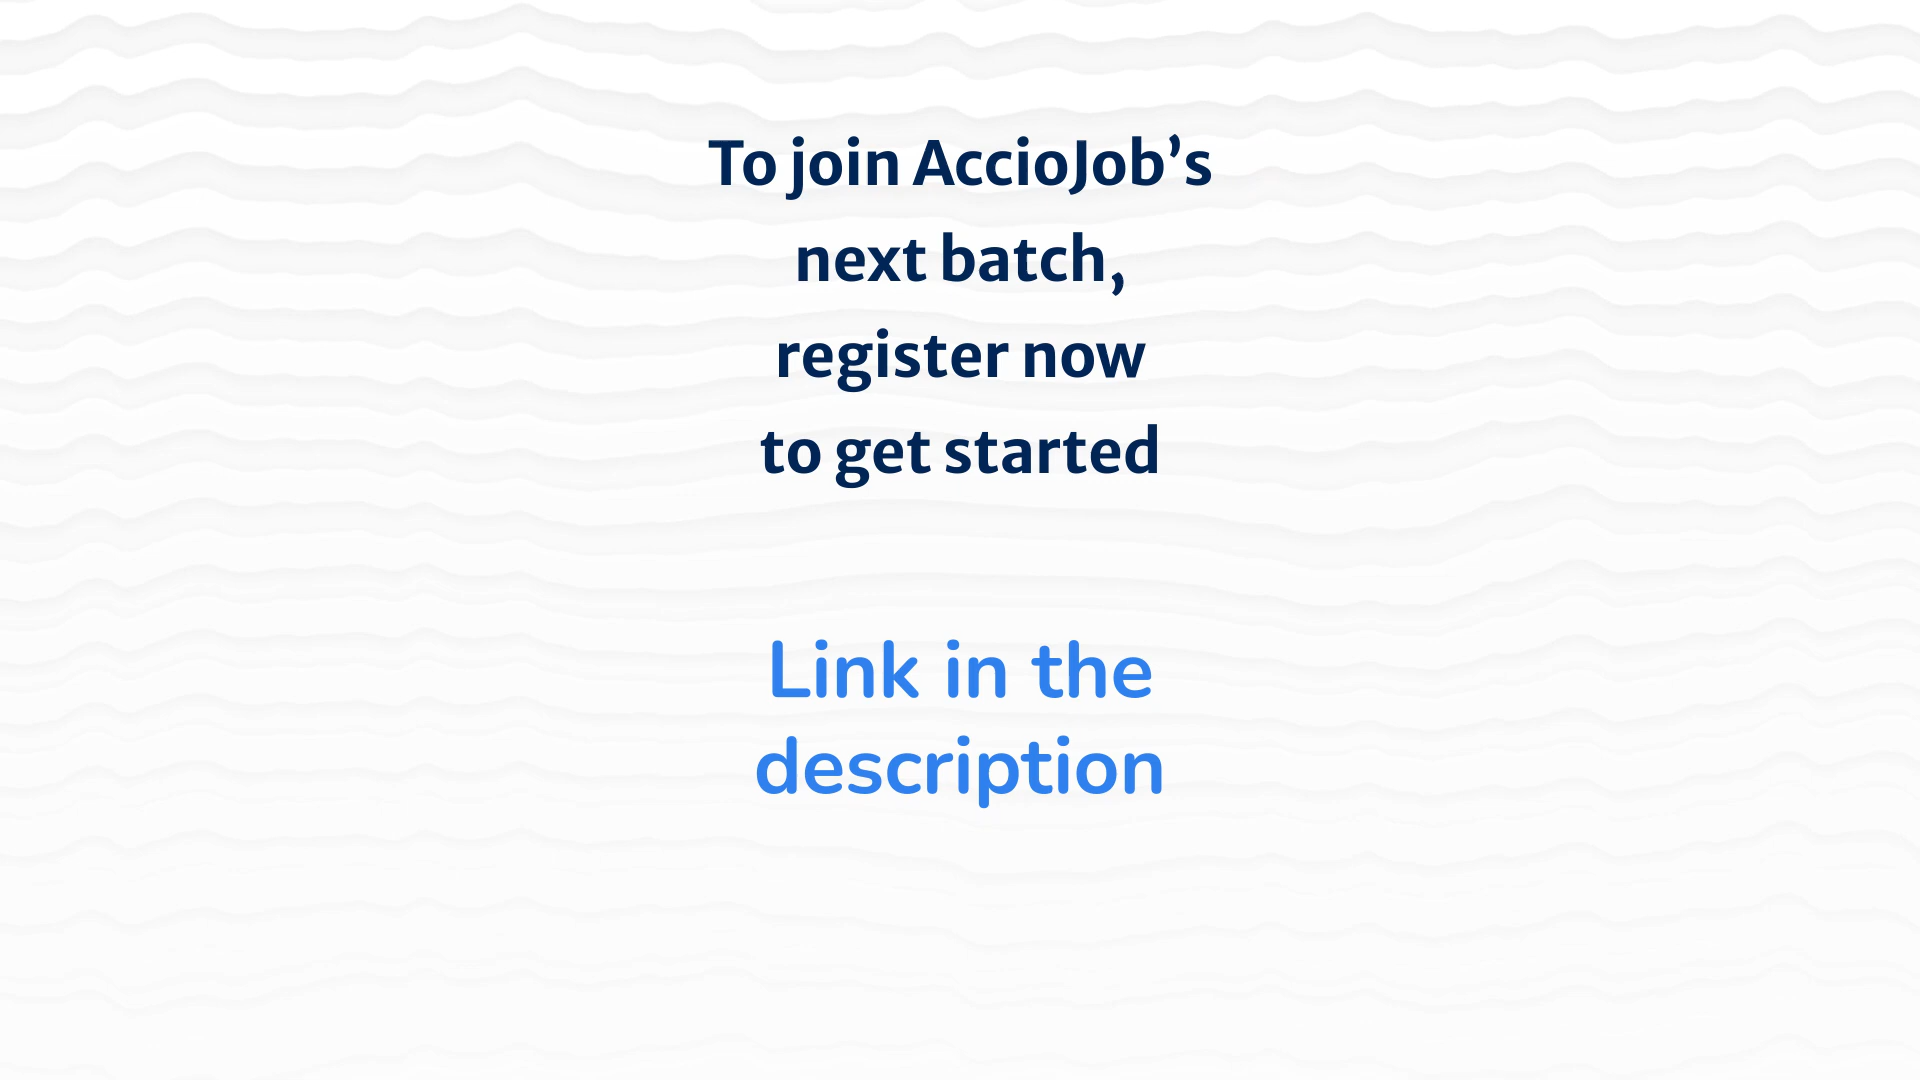 To join AccioJob’s
next batch,
register now
to get started
Link in the
description